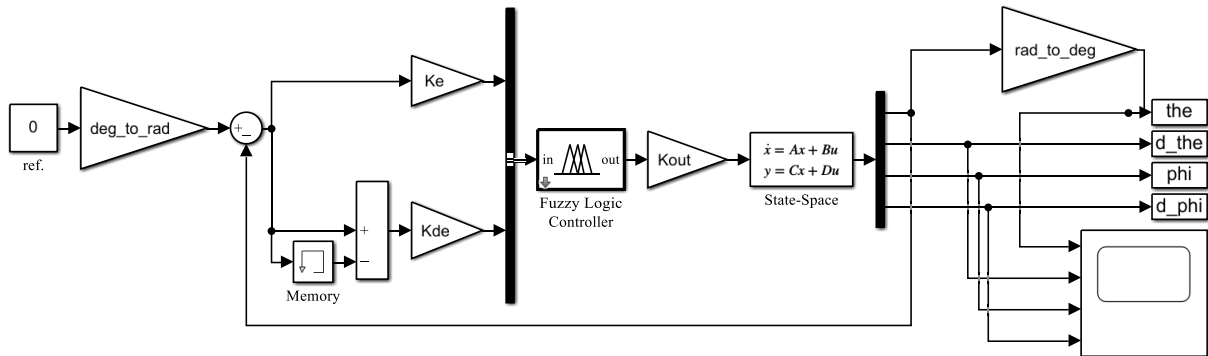 0
ref.
deg_to_rad
+
−
Ke
+
−
Memory
Kde
in
out
Fuzzy Logic
Controller
Kout
ẋ = Ax + Bu
y = Cx + Du
State-Space
rad_to_deg
the
d_the
phi
d_phi